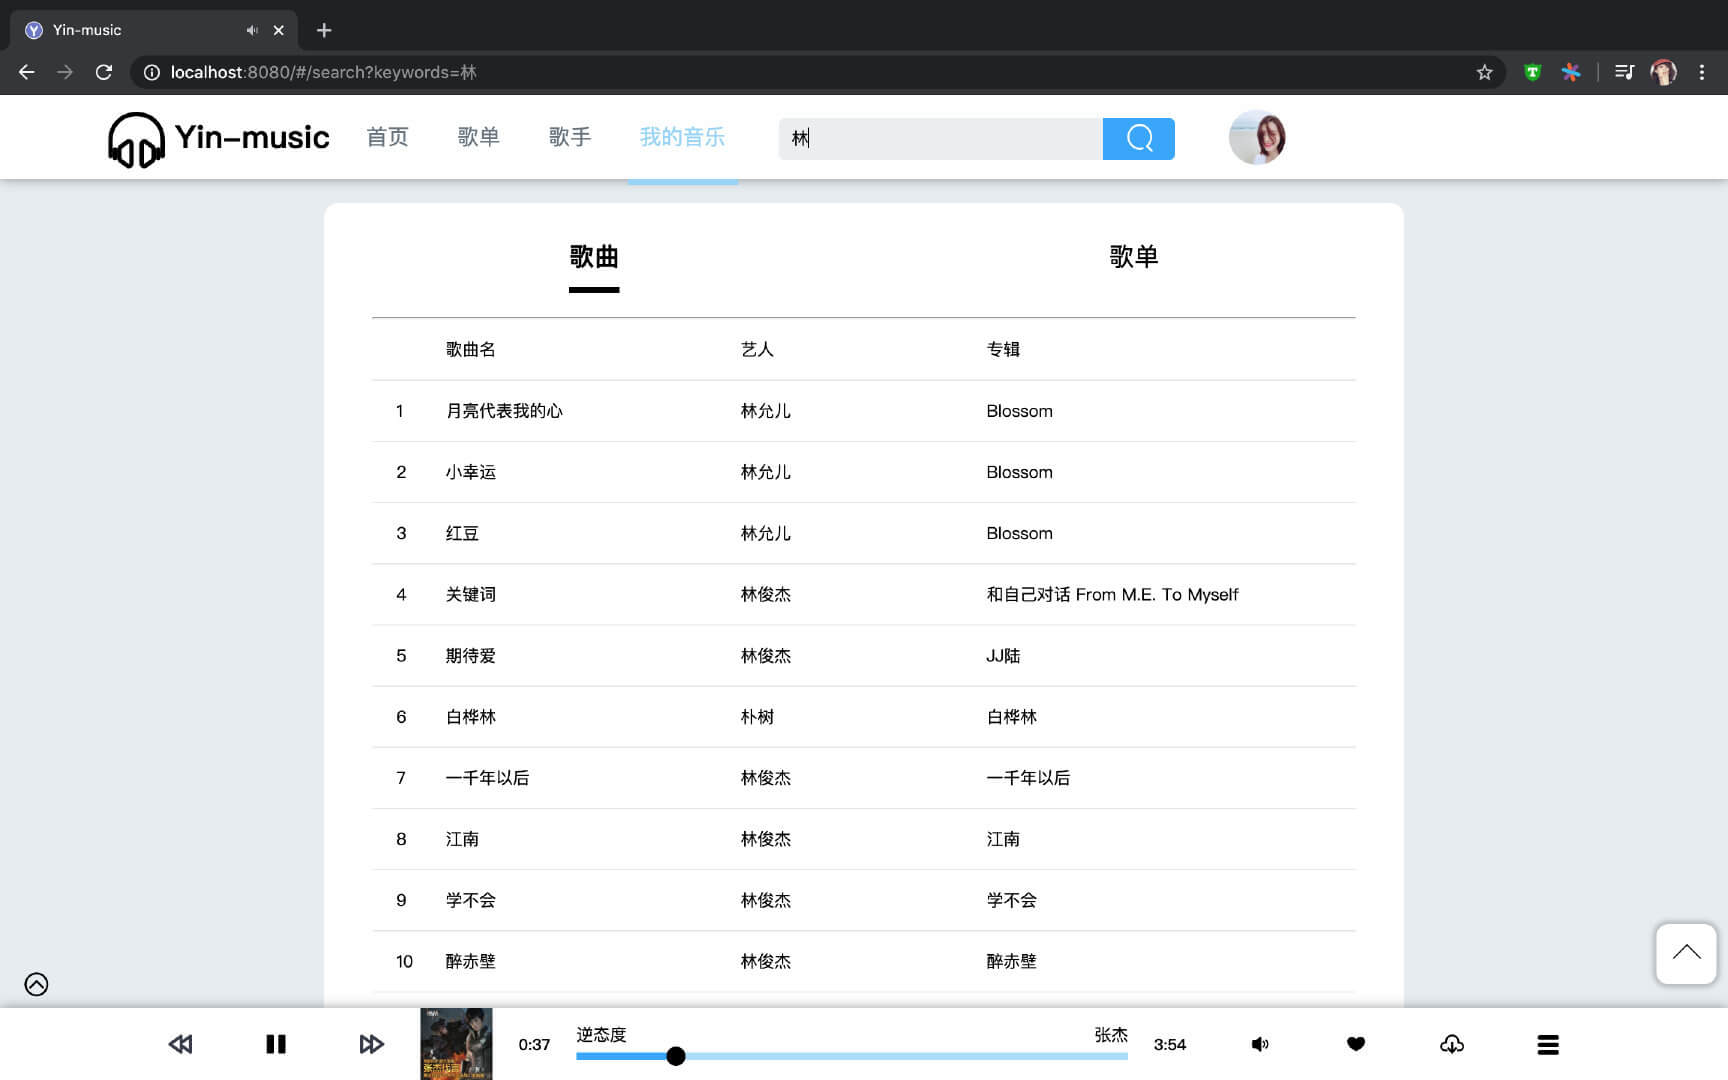 Yin-music
localhost:8080/#/search?keywords=林
Yin-music 首页 歌单 歌手 我的音乐 林
歌曲 歌单
歌曲名 艺人 专辑
1 月亮代表我的心 林允儿 Blossom
2 小幸运 林允儿 Blossom
3 红豆 林允儿 Blossom
4 关键词 林俊杰 和自己对话 From M.E. To Myself
5 期待爱 林俊杰 JJ陆
6 白桦林 朴树 白桦林
7 一千年以后 林俊杰 一千年以后
8 江南 林俊杰 江南
9 学不会 林俊杰 学不会
10 醉赤壁 林俊杰 醉赤壁
0:37 逆态度 张杰 3:54